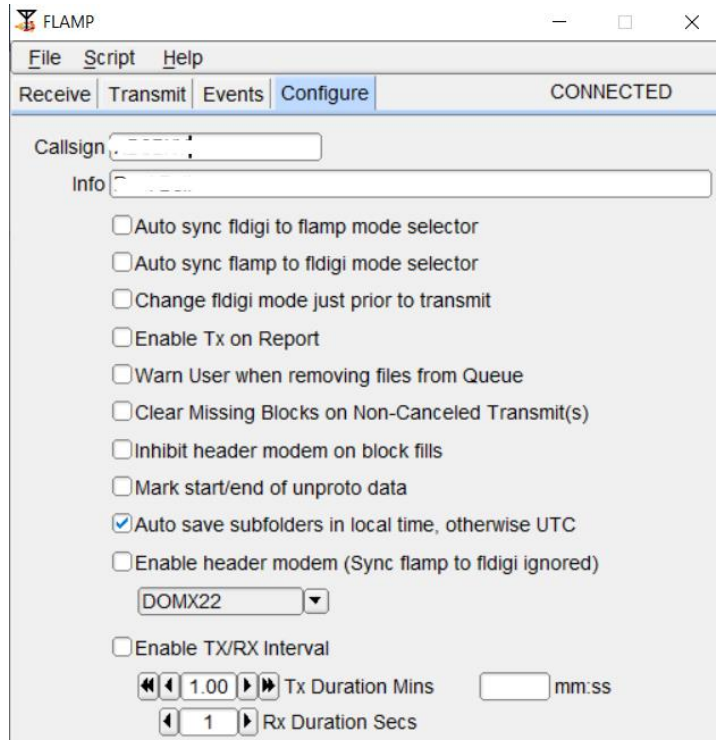 FLAMP
File Script Help
Receive Transmit Events Configure CONNECTED
Callsign
Info
Auto sync fldigi to flamp mode selector
Auto sync flamp to fldigi mode selector
Change fldigi mode just prior to transmit
Enable Tx on Report
Warn User when removing files from Queue
Clear Missing Blocks on Non-Canceled Transmit(s)
Inhibit header modem on block fills
Mark start/end of unproto data
Auto save subfolders in local time, otherwise UTC
Enable header modem (Sync flamp to fldigi ignored)
DOMX22
Enable TX/RX Interval
1.00 Tx Duration Mins mm:ss
1 Rx Duration Secs